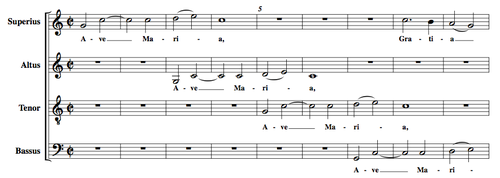 5
Superius
A - ve Ma - ri - a, Gra - ti - a
Altus
A - ve Ma - ri - a,
Tenor
A - ve Ma - ri - a,
Bassus
A - ve Ma - ri -